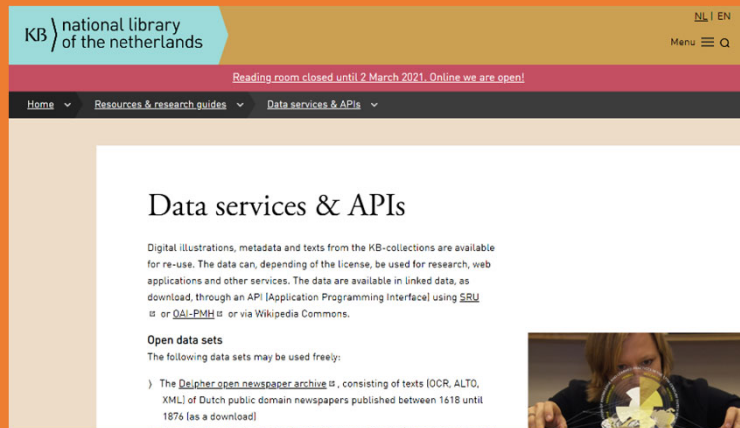 NL | EN
KB national library
of the netherlands
Menu
Reading room closed until 2 March 2021. Online we are open!
Home Resources & research guides Data services & APIs
Data services & APIs
Digital illustrations, metadata and texts from the KB-collections are available
for re-use. The data can, depending of the license, be used for research, web
applications and other services. The data are available in linked data, as
download, through an API [Application Programming Interface] using SRU
or OAI-PMH or via Wikipedia Commons.
Open data sets
The following data sets may be used freely:
The Delpher open newspaper archive , consisting of texts [OCR, ALTO,
XML] of Dutch public domain newspapers published between 1618 until
1876 [as a download]